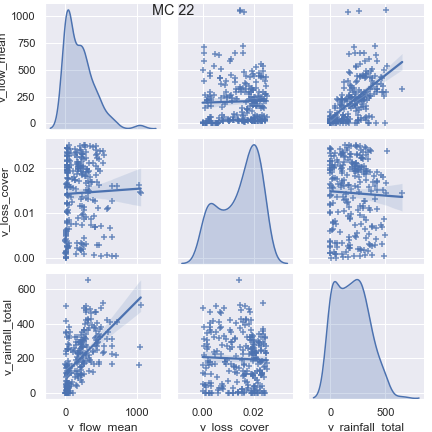 MC 22
1000
750
500
250
0
v_flow_mean
0.02
0.01
0.00
v_loss_cover
600
400
200
0
v_rainfall_total
0 1000 0.00 0.02 0 500
v_flow_mean v_loss_cover v_rainfall_total